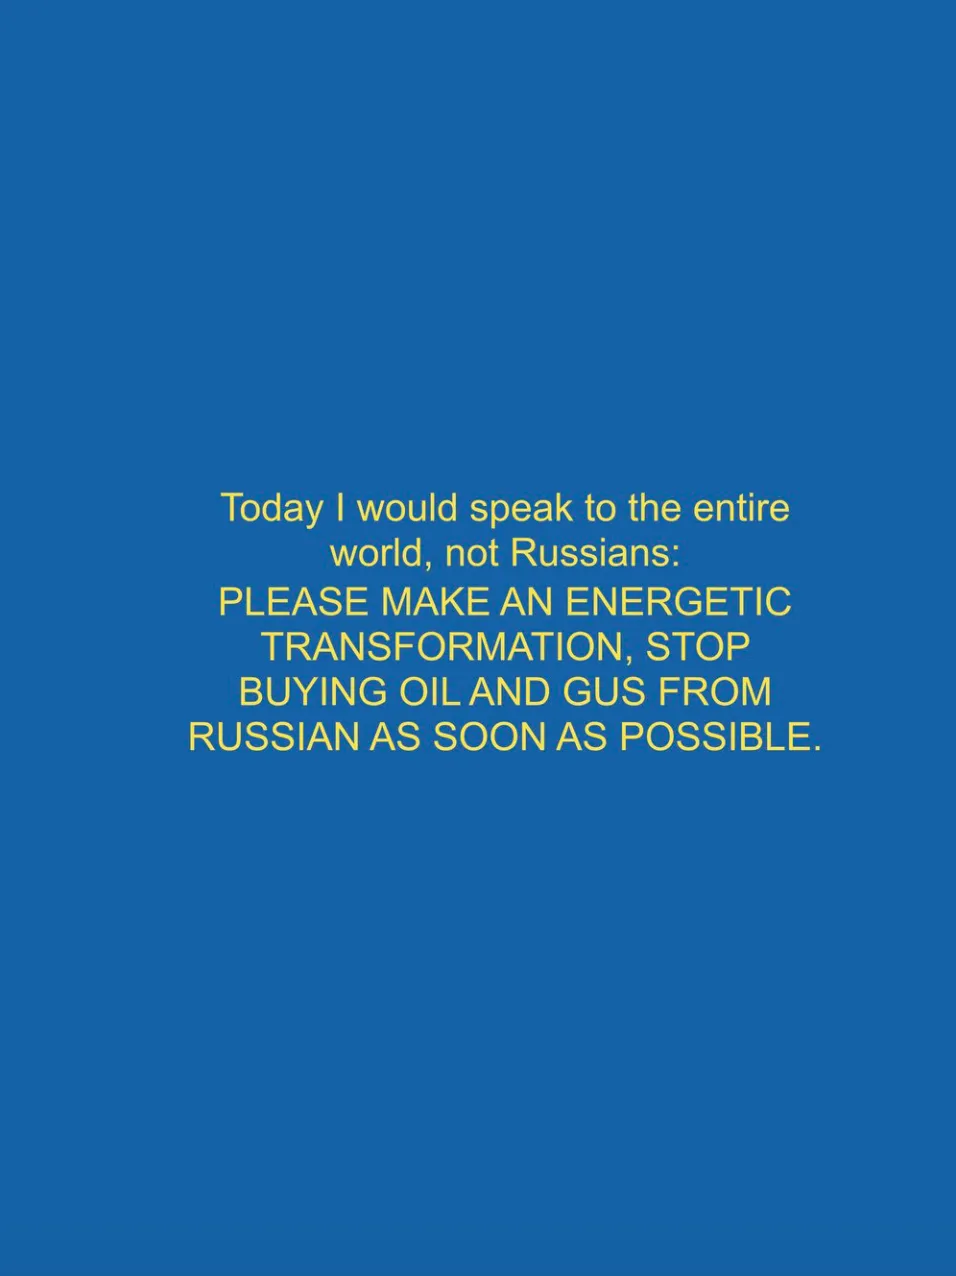 Today I would speak to the entire
world, not Russians:
PLEASE MAKE AN ENERGETIC
TRANSFORMATION, STOP
BUYING OIL AND GUS FROM
RUSSIAN AS SOON AS POSSIBLE.